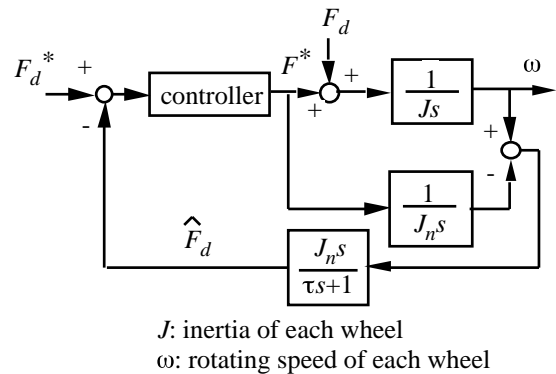 F_d
F_d* + F* + 1/Js ω
controller
+
- + -
1/J_n s
F̂_d J_n s/τs+1
J: inertia of each wheel
ω: rotating speed of each wheel